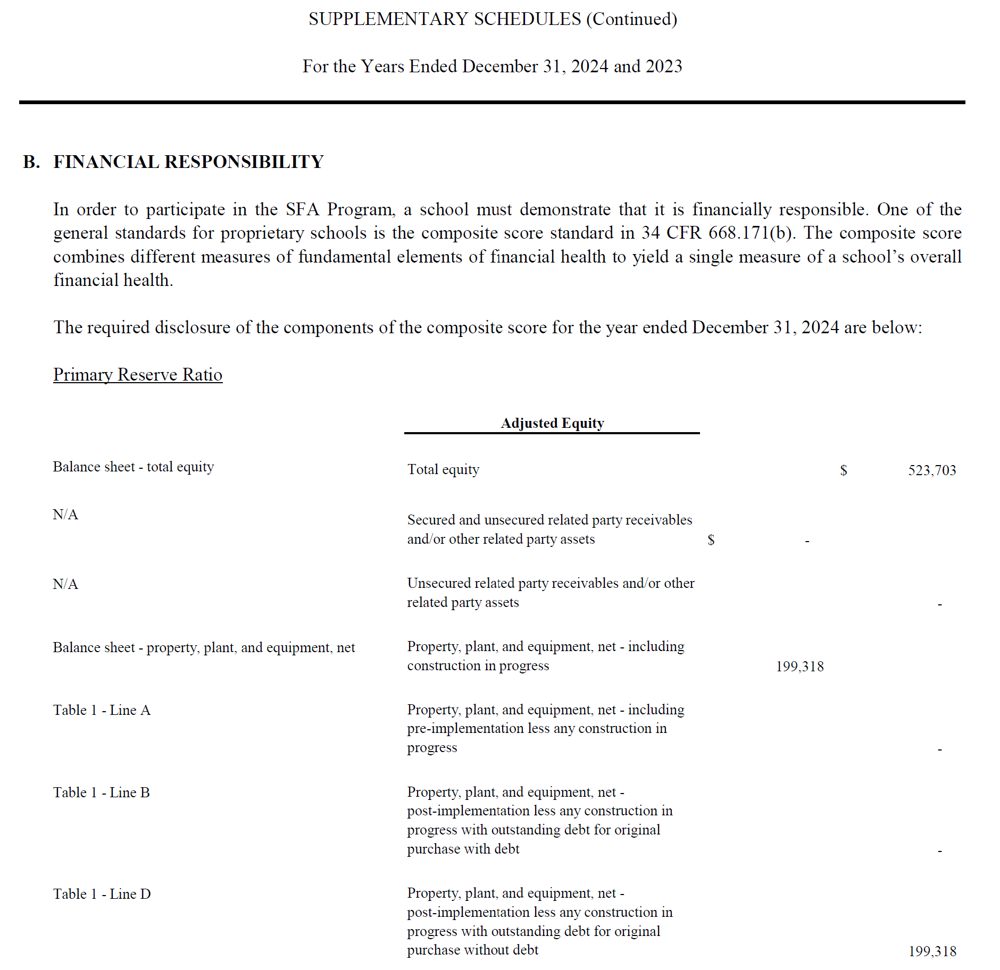 SUPPLEMENTARY SCHEDULES (Continued)
For the Years Ended December 31, 2024 and 2023
B. FINANCIAL RESPONSIBILITY
In order to participate in the SFA Program, a school must demonstrate that it is financially responsible. One of the
general standards for proprietary schools is the composite score standard in 34 CFR 668.171(b). The composite score
combines different measures of fundamental elements of financial health to yield a single measure of a school’s overall
financial health.
The required disclosure of the components of the composite score for the year ended December 31, 2024 are below:
Primary Reserve Ratio
Adjusted Equity
Balance sheet - total equity Total equity $ 523,703
N/A Secured and unsecured related party receivables
and/or other related party assets $ -
N/A Unsecured related party receivables and/or other
related party assets -
Balance sheet - property, plant, and equipment, net Property, plant, and equipment, net - including
construction in progress 199,318
Table 1 - Line A Property, plant, and equipment, net - including
pre-implementation less any construction in
progress -
Table 1 - Line B Property, plant, and equipment, net -
post-implementation less any construction in
progress with outstanding debt for original
purchase with debt -
Table 1 - Line D Property, plant, and equipment, net -
post-implementation less any construction in
progress with outstanding debt for original
purchase without debt 199,318